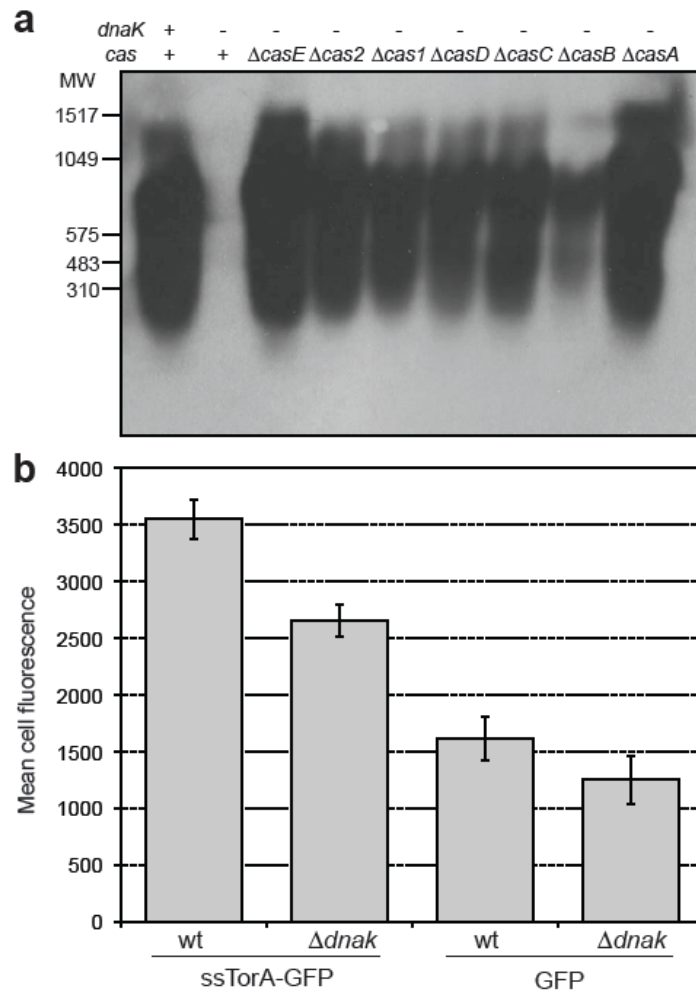 a
dnaK + - - - - - - - -
cas + + ΔcasE Δcas2 Δcas1 ΔcasD ΔcasC ΔcasB ΔcasA
MW
1517
1049
575
483
310
b
4000
3500
3000
2500
2000
1500
1000
500
0
Mean cell fluorescence
wt Δdnak wt Δdnak
ssTorA-GFP GFP